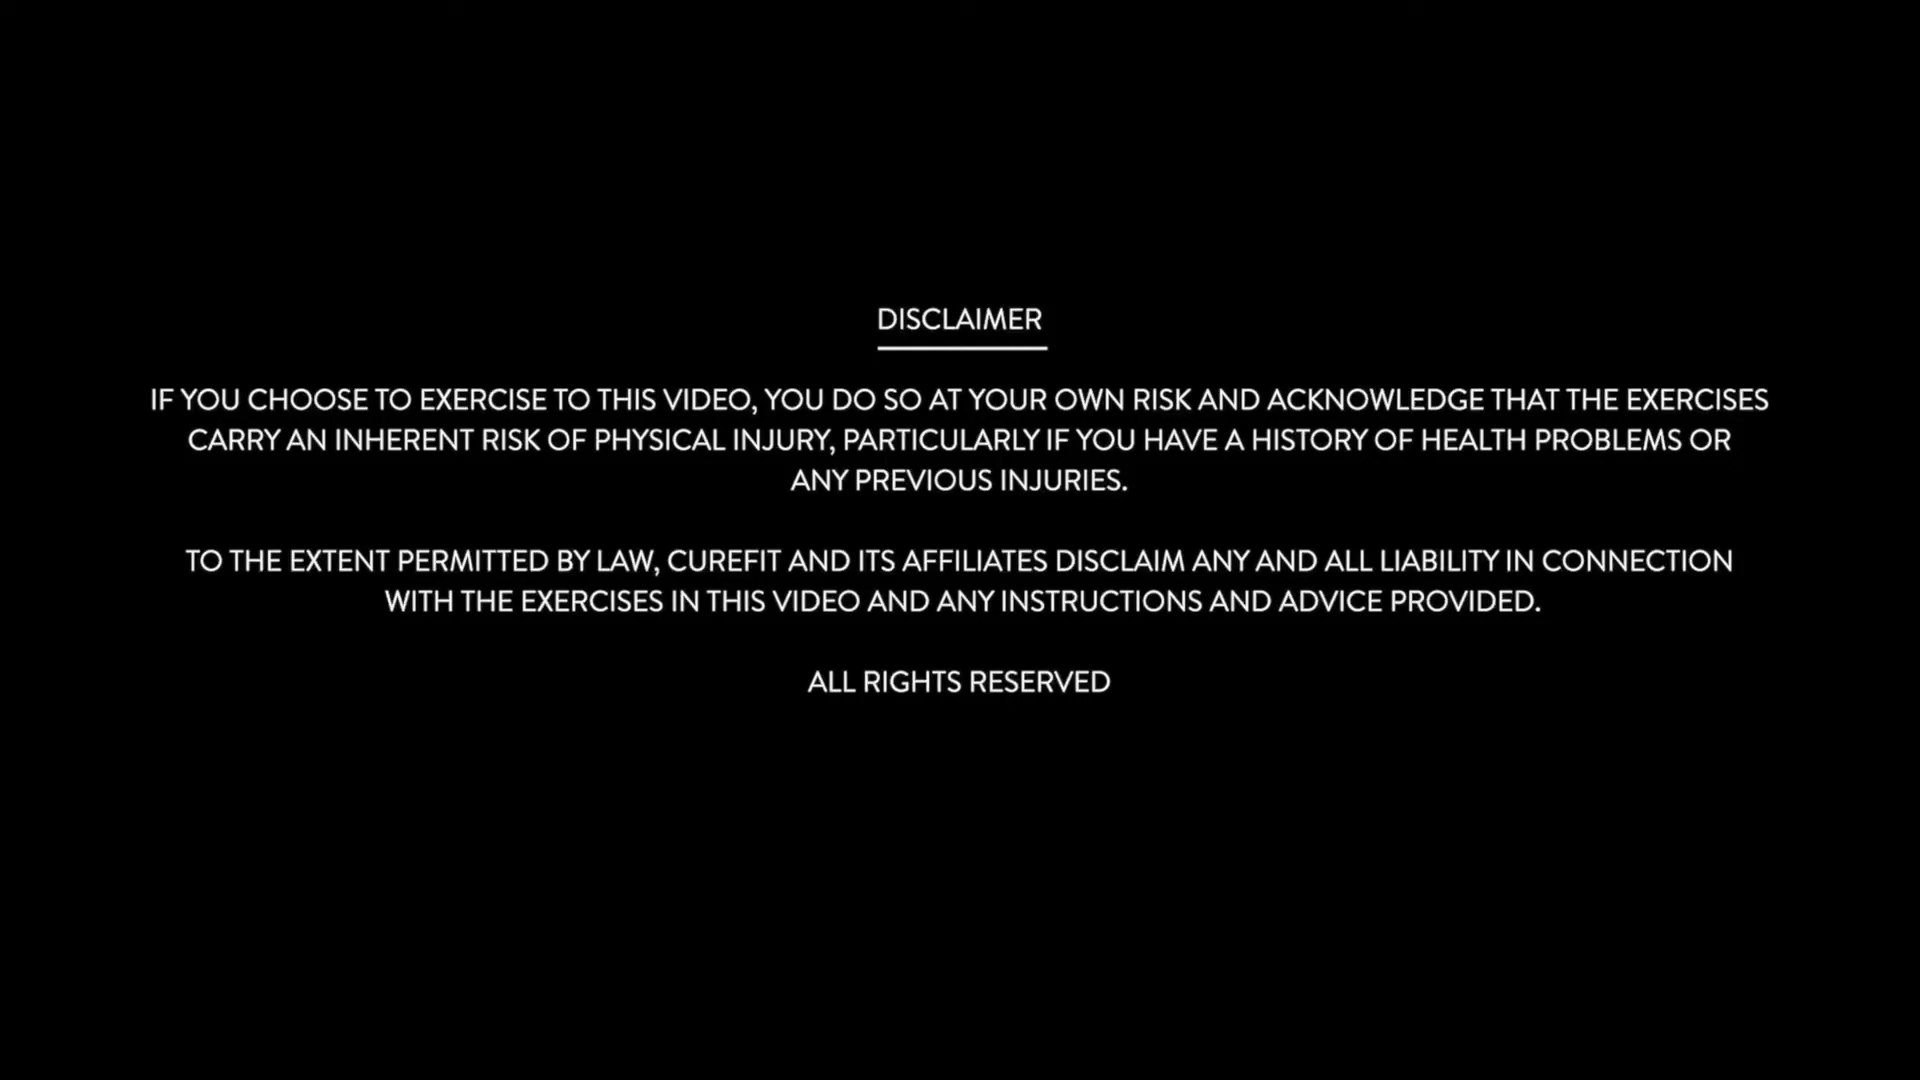 DISCLAIMER
IF YOU CHOOSE TO EXERCISE TO THIS VIDEO, YOU DO SO AT YOUR OWN RISK AND ACKNOWLEDGE THAT THE EXERCISES
CARRY AN INHERENT RISK OF PHYSICAL INJURY, PARTICULARLY IF YOU HAVE A HISTORY OF HEALTH PROBLEMS OR
ANY PREVIOUS INJURIES.
TO THE EXTENT PERMITTED BY LAW, CUREFIT AND ITS AFFILIATES DISCLAIM ANY AND ALL LIABILITY IN CONNECTION
WITH THE EXERCISES IN THIS VIDEO AND ANY INSTRUCTIONS AND ADVICE PROVIDED.
ALL RIGHTS RESERVED